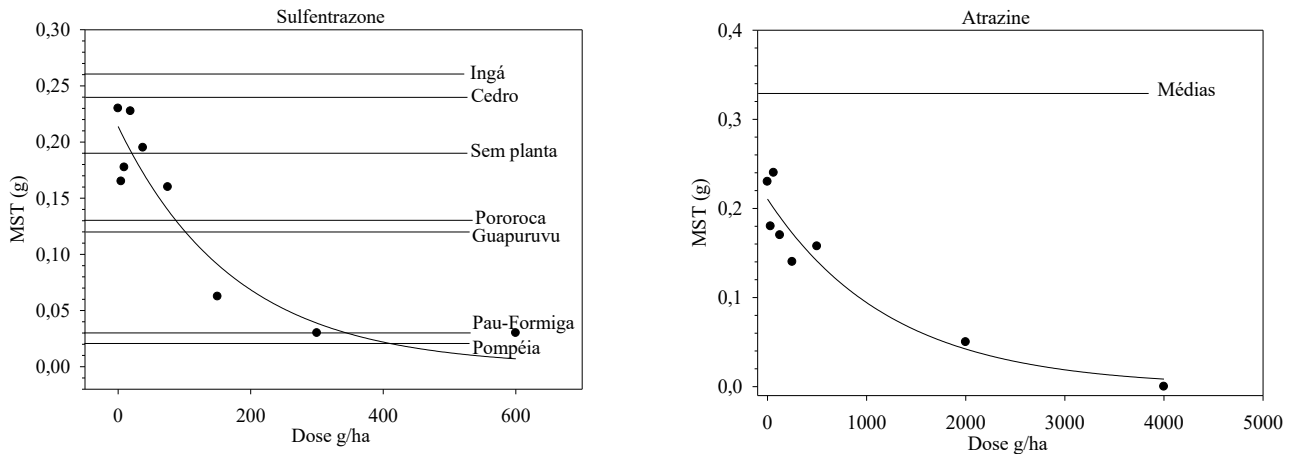 Sulfentrazone
0,30
0,25
0,20
0,15
0,10
0,05
0,00
MST (g)
Ingá
Cedro
Sem planta
Pororoca
Guapuruvu
Pau-Formiga
Pompéia
0 200 400 600
Dose g/ha
Atrazine
0,4
0,3
0,2
0,1
0,0
MST (g)
Médias
0 1000 2000 3000 4000 5000
Dose g/ha